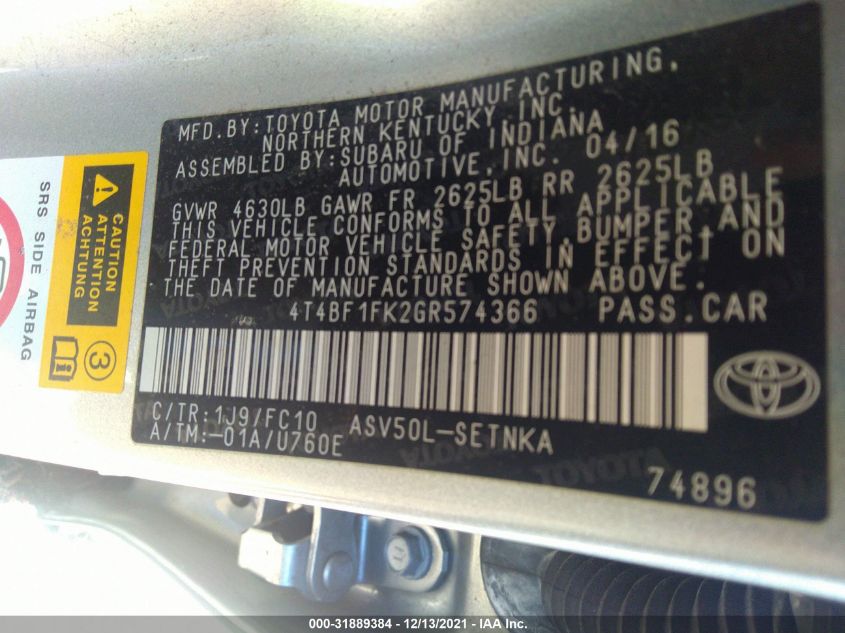 MFD. BY: TOYOTA MOTOR MANUFACTURING,
NORTHERN KENTUCKY, INC.
ASSEMBLED BY: SUBARU OF INDIANA
AUTOMOTIVE, INC. 04/16
GVWR 4630LB GAWR FR 2625LB RR 2625LB
THIS VEHICLE CONFORMS TO ALL APPLICABLE
FEDERAL MOTOR VEHICLE SAFETY, BUMPER, AND
THEFT PREVENTION STANDARDS IN EFFECT ON
THE DATE OF MANUFACTURE SHOWN ABOVE.
4T4BF1FK2GR574366 PASS. CAR
C/TR: 1J9/FC10 ASV50L-SETNKA
A/TM: -01A/U760E
74896
SRS SIDE AIRBAG
CAUTION
ATTENTION
ACHTUNG
3
000-31889384 - 12/13/2021 - IAA Inc.